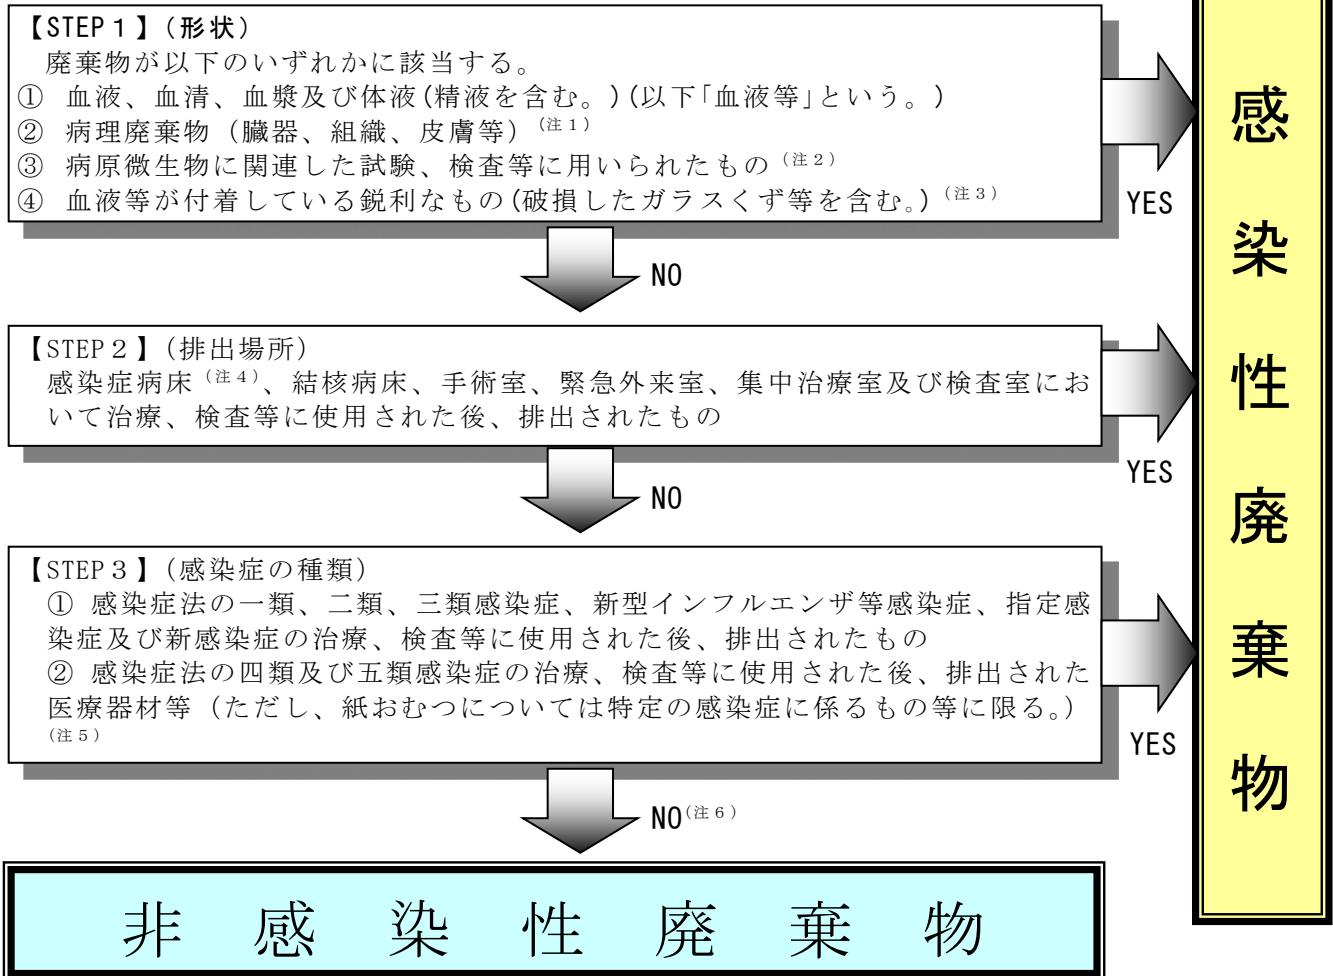 【STEP１】(形状)
廃棄物が以下のいずれかに該当する。
① 血液、血清、血漿及び体液(精液を含む。)(以下「血液等」という。)
② 病理廃棄物（臓器、組織、皮膚等）(注１)
③ 病原微生物に関連した試験、検査等に用いられたもの(注２)
④ 血液等が付着している鋭利なもの(破損したガラスくず等を含む。)(注３)
YES
NO
【STEP２】(排出場所)
感染症病床(注４)、結核病床、手術室、緊急外来室、集中治療室及び検査室にお
いて治療、検査等に使用された後、排出されたもの
YES
NO
【STEP３】(感染症の種類)
① 感染症法の一類、二類、三類感染症、新型インフルエンザ等感染症、指定感
染症及び新感染症の治療、検査等に使用された後、排出されたもの
② 感染症法の四類及び五類感染症の治療、検査等に使用された後、排出された
医療器材等（ただし、紙おむつについては特定の感染症に係るもの等に限る。）
(注５)
YES
NO(注６)
非感染性廃棄物
感染性廃棄物